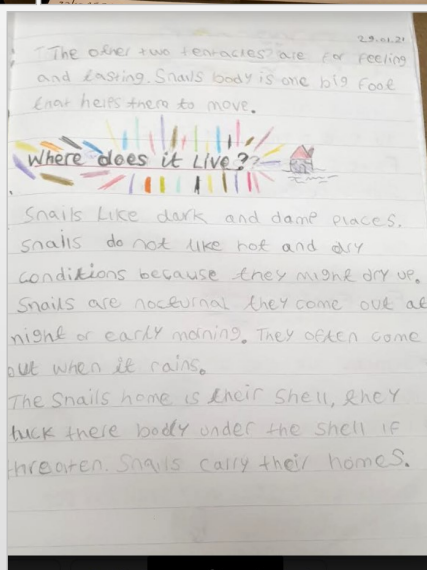 29.01.21
The other two tentacles are for feeling
and tasting. Snails body is one big foot
that helps them to move.
Where does it Live??
Snails Like dark and damp places.
Snails do not like hot and dry
conditions because they might dry up.
Snails are nocturnal they come out at
night or early morning. They often come
out when it rains.
The Snails home is their shell, they
tuck there bodly under the shell if
threaten. Snails carry their homes.